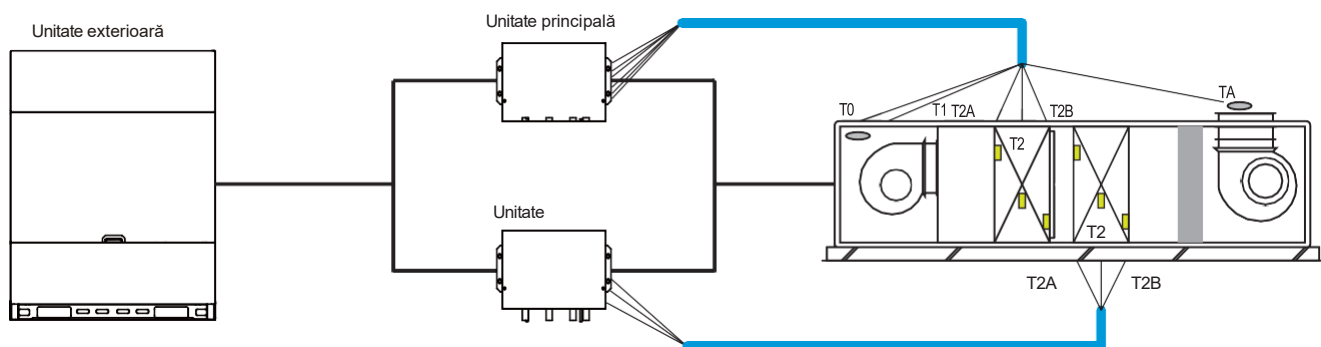 Unitate exterioară
Unitate principală
Unitate
T0
T1 T2A
T2B
TA
T2
T2
T2A
T2B